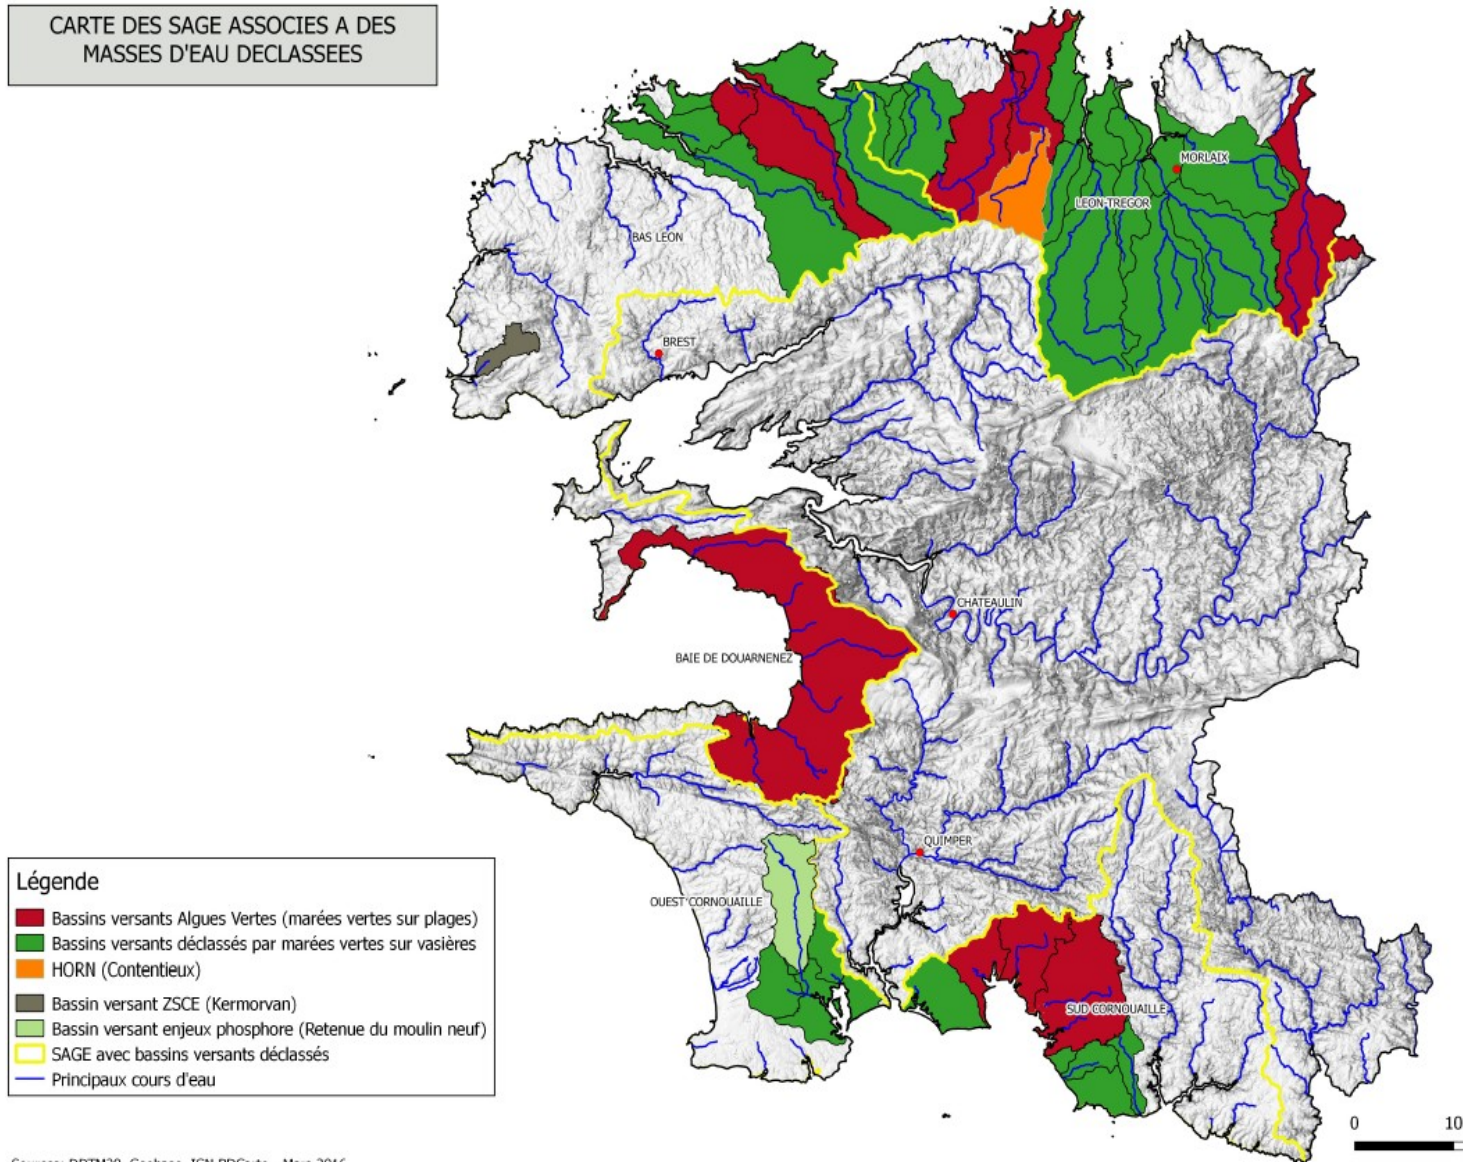 CARTE DES SAGE ASSOCIES A DES
MASSES D'EAU DECLASSEES
MORLAIX
LEON-TREGOR
BAS LEON
BREST
CHATEAULIN
BAIE DE DOUARNENEZ
QUIMPER
OUEST CORNOUAILLE
SUD CORNOUAILLE
Légende
Bassins versants Algues Vertes (marées vertes sur plages)
Bassins versants déclassés par marées vertes sur vasières
HORN (Contentieux)
Bassin versant ZSCE (Kermorvan)
Bassin versant enjeux phosphore (Retenue du moulin neuf)
SAGE avec bassins versants déclassés
Principaux cours d'eau
0 10